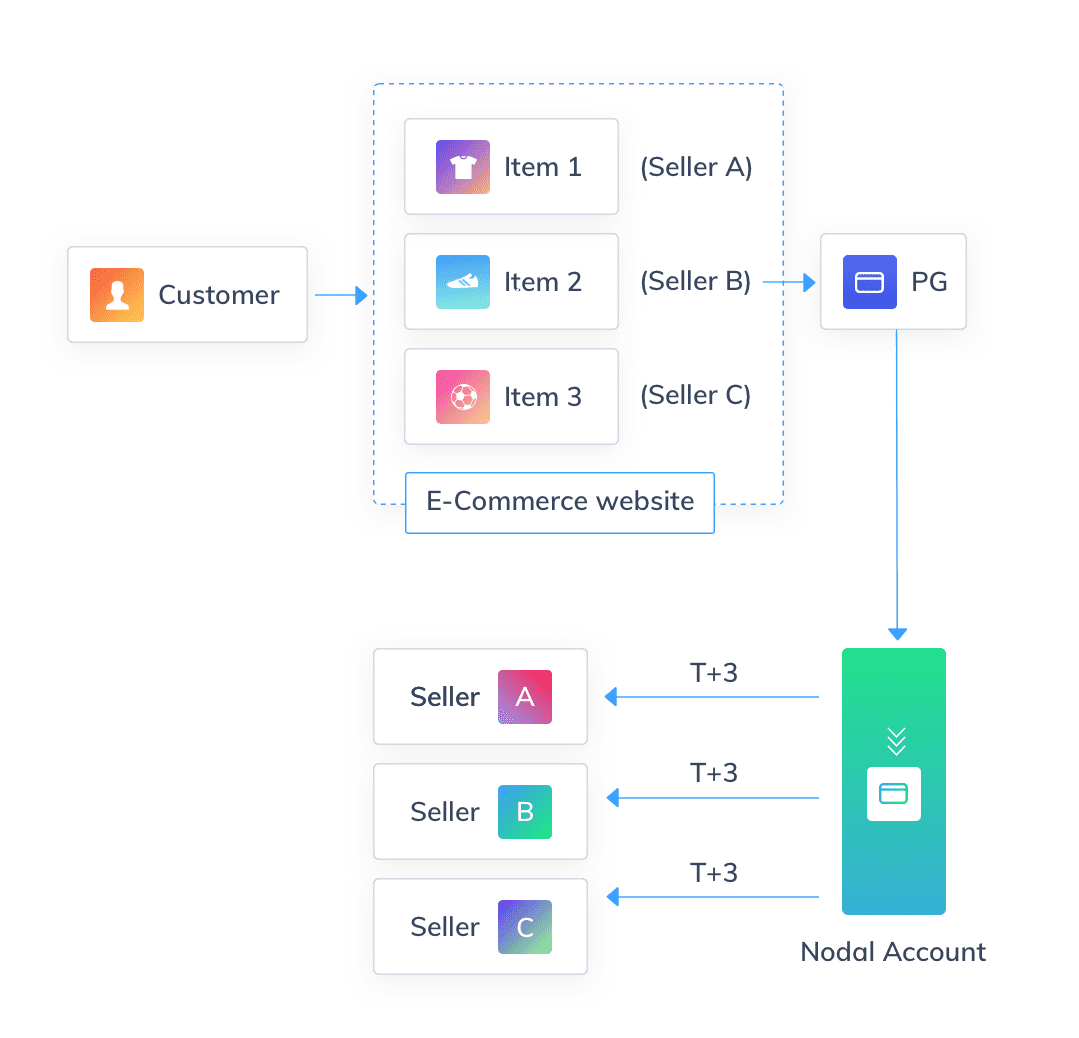 Item 1 (Seller A)
Customer
Item 2 (Seller B)
PG
Item 3 (Seller C)
E-Commerce website
Seller A
T+3
Seller B
T+3
Seller C
T+3
Nodal Account